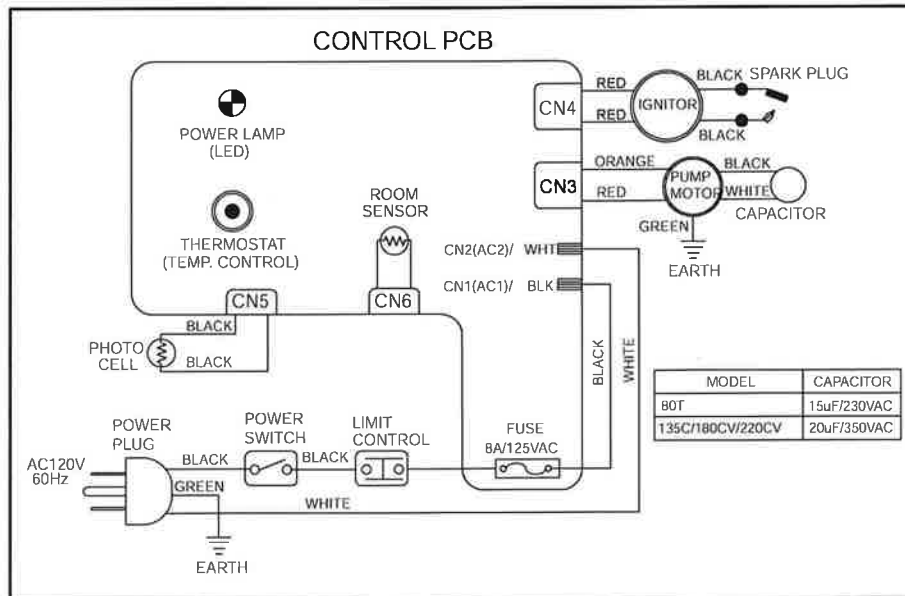 CONTROL PCB
POWER LAMP
(LED)
THERMOSTAT
(TEMP. CONTROL)
ROOM
SENSOR
CN4
RED
RED
IGNITOR
BLACK
SPARK PLUG
BLACK
CN3
ORANGE
RED
PUMP
MOTOR
BLACK
WHITE
CAPACITOR
GREEN
EARTH
CN2(AC2)/ WHT
CN1(AC1)/ BLK
CN5
CN6
BLACK
BLACK
PHOTO
CELL
BLACK
WHITE
MODEL CAPACITOR
80T 15uF/230VAC
135C/180CV/220CV 20uF/350VAC
POWER
PLUG
AC120V
60Hz
BLACK
GREEN
WHITE
EARTH
POWER
SWITCH
BLACK
LIMIT
CONTROL
FUSE
8A/125VAC